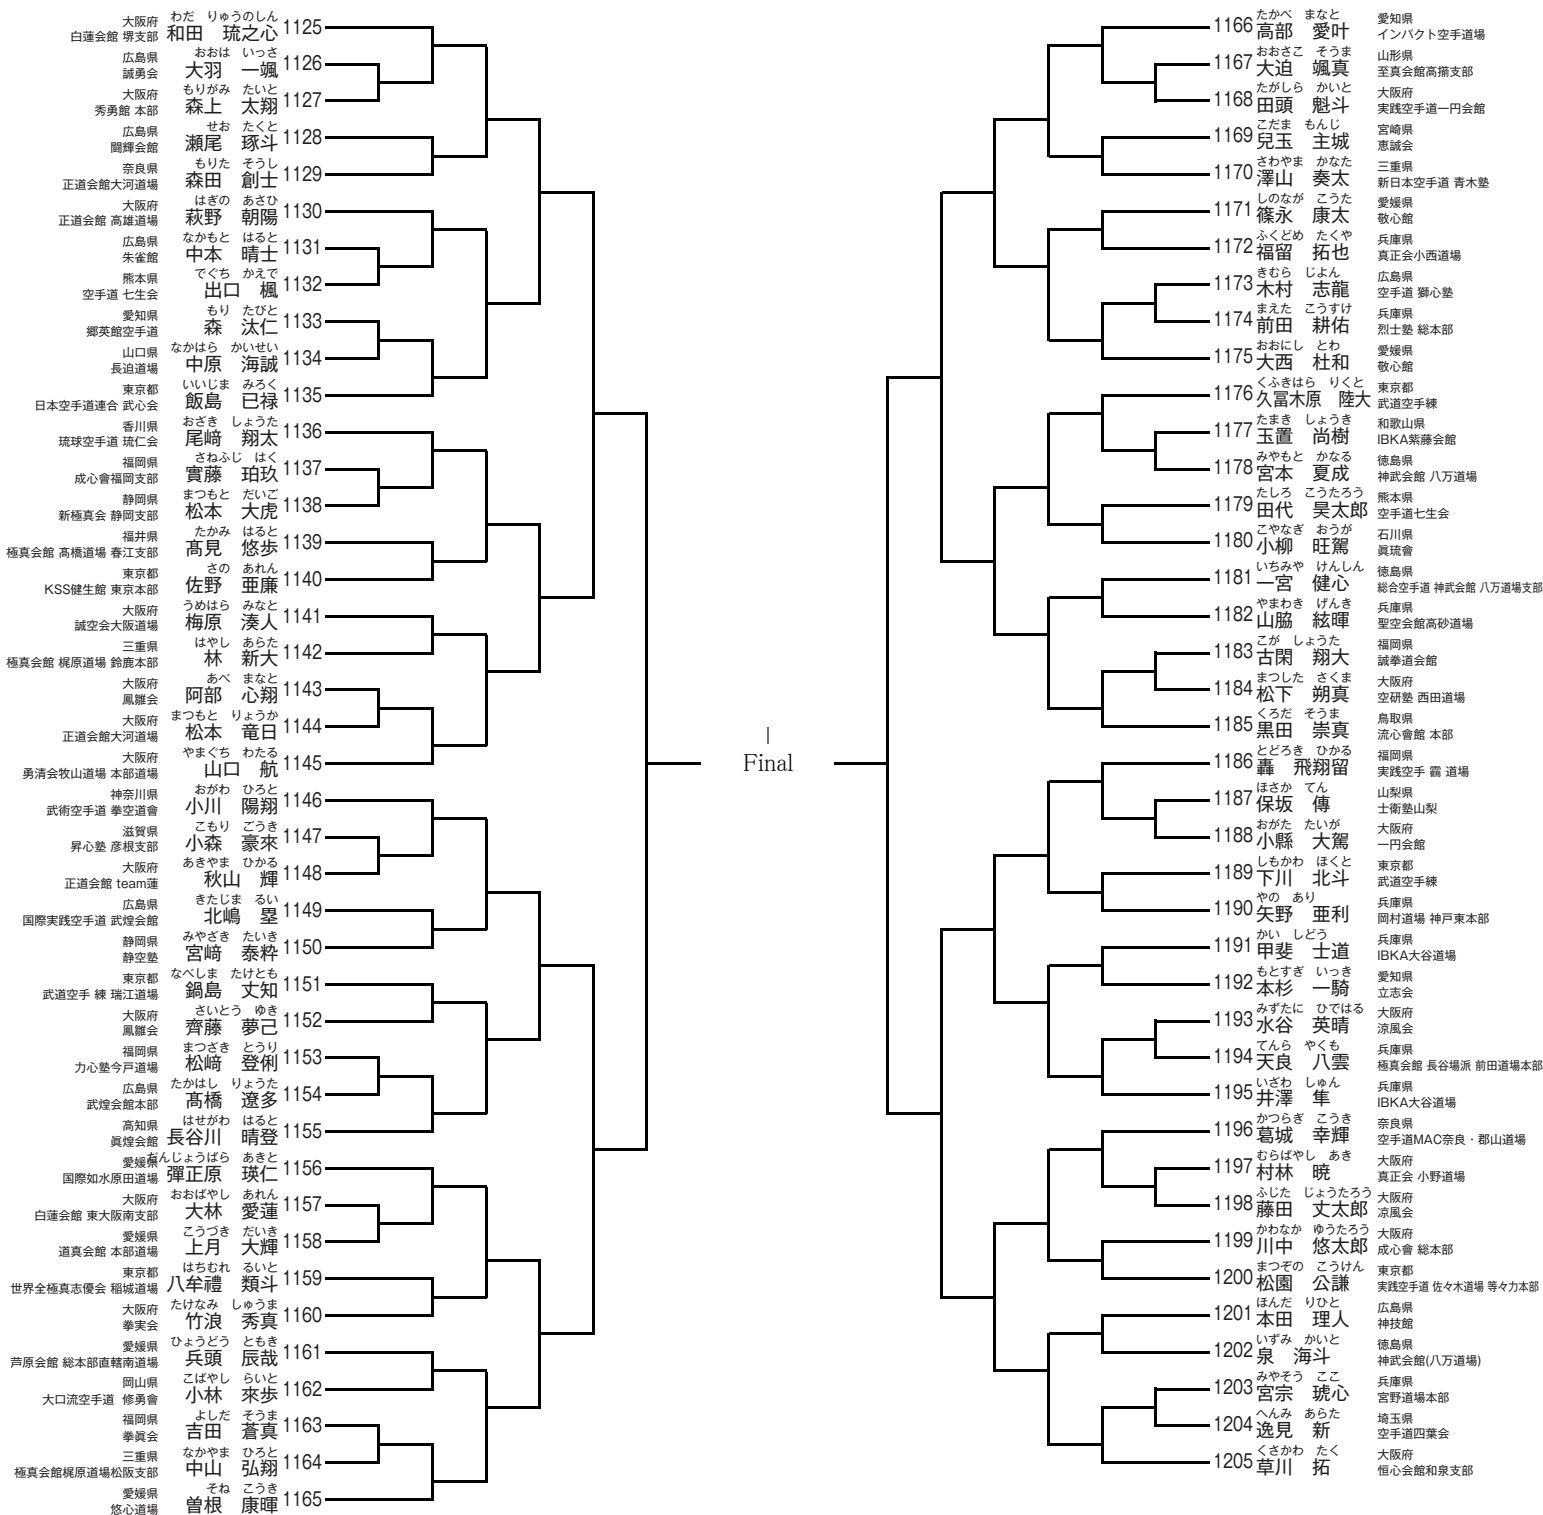 大阪府 わだ りゅうのしん
白蓮会館 堺支部 和田 琉之心 1125
広島県 おおは いっさ
誠勇会 大羽 一颯 1126
大阪府 もりがみ たいと
秀勇館 本部 森上 太翔 1127
広島県 せお たくと
闘輝会館 瀬尾 琢斗 1128
奈良県 もりた そうし
正道会館大河道場 森田 創士 1129
大阪府 はぎの あさひ
正道会館 高雄道場 萩野 朝陽 1130
広島県 なかもと はると
朱雀館 中本 晴士 1131
熊本県 でぐち かえで
空手道 七生会 出口 楓 1132
愛知県 もり たびと
郷英館空手道 森 汰仁 1133
山口県 なかはら かいせい
長迫道場 中原 海誠 1134
東京都 いいじま みろく
日本空手道連合 武心会 飯島 已禄 1135
香川県 おざき しょうた
琉球空手道 琉仁会 尾﨑 翔太 1136
福岡県 さねふじ はく
成心會福岡支部 實藤 珀玖 1137
静岡県 まつもと だいご
新極真会 静岡支部 松本 大虎 1138
福井県 たかみ はると
極真会館 髙橋道場 春江支部 髙見 悠歩 1139
東京都 さの あれん
KSS健生館 東京本部 佐野 亜廉 1140
大阪府 うめはら みなと
誠空会大阪道場 梅原 湊人 1141
三重県 はやし あらた
極真会館 梶原道場 鈴鹿本部 林 新大 1142
大阪府 あべ まなと
鳳雛会 阿部 心翔 1143
大阪府 まつもと りょうか
正道会館大河道場 松本 竜日 1144
大阪府 やまぐち わたる
勇清会牧山道場 本部道場 山口 航 1145
神奈川県 おがわ ひろと
武術空手道 拳空道會 小川 陽翔 1146
滋賀県 こもり ごうき
昇心塾 彦根支部 小森 豪來 1147
大阪府 あきやま ひかる
正道会館 team蓮 秋山 輝 1148
広島県 きたじま るい
国際実践空手道 武煌会館 北嶋 塁 1149
静岡県 みやざき たいき
静空塾 宮﨑 泰粋 1150
東京都 なべしま たけとも
武道空手 練 瑞江道場 鍋島 丈知 1151
大阪府 さいとう ゆき
鳳雛会 齊藤 夢己 1152
福岡県 まつざき とうり
力心塾今戸道場 松﨑 登俐 1153
広島県 たかはし りょうた
武煌会館本部 髙橋 遼多 1154
高知県 はせがわ はると
眞煌会館 長谷川 晴登 1155
愛媛県 だんじょうばら あきと
国際如水原田道場 彈正原 瑛仁 1156
大阪府 おおばやし あれん
白蓮会館 東大阪南支部 大林 愛蓮 1157
愛媛県 こうづき だいき
道真会館 本部道場 上月 大輝 1158
東京都 はちむれ るいと
世界全極真志優会 稲城道場 八牟禮 類斗 1159
大阪府 たけなみ しゅうま
拳実会 竹浪 秀真 1160
愛媛県 ひょうどう ともき
芦原会館 総本部直轄南道場 兵頭 辰哉 1161
岡山県 こばやし らいと
大口流空手道 修勇會 小林 來歩 1162
福岡県 よしだ そうま
拳眞会 吉田 蒼真 1163
三重県 なかやま ひろと
極真会館梶原道場松阪支部 中山 弘翔 1164
愛媛県 そね こうき
悠心道場 曽根 康暉 1165
Final
たかべ まなと 愛知県
1166 高部 愛叶 インパクト空手道場
おおさこ そうま 山形県
1167 大迫 颯真 至真会館高揃支部
たがしら かいと 大阪府
1168 田頭 魁斗 実践空手道一円会館
こだま もんじ 宮崎県
1169 兒玉 主城 恵誠会
さわやま かなた 三重県
1170 澤山 奏太 新日本空手道 青木塾
しのなが こうた 愛媛県
1171 篠永 康太 敬心館
ふくどめ たくや 兵庫県
1172 福留 拓也 真正会小西道場
きむら じよん 広島県
1173 木村 志龍 空手道 獅心塾
まえた こうすけ 兵庫県
1174 前田 耕佑 烈士塾 総本部
おおにし とわ 愛媛県
1175 大西 杜和 敬心館
くふきはら りくと 東京都
1176 久冨木原 陸大 武道空手練
たまき しょうき 和歌山県
1177 玉置 尚樹 IBKA紫藤会館
みやもと かなる 徳島県
1178 宮本 夏成 神武会館 八万道場
たしろ こうたろう 熊本県
1179 田代 昊太郎 空手道七生会
こやなぎ おうが 石川県
1180 小柳 旺駕 眞琉會
いちみや けんしん 徳島県
1181 一宮 健心 総合空手道 神武会館 八万道場支部
やまわき げんき 兵庫県
1182 山脇 絃暉 聖空会館高砂道場
こが しょうた 福岡県
1183 古閑 翔大 誠拳道会館
まつした さくま 大阪府
1184 松下 朔真 空研塾 西田道場
くろだ そうま 鳥取県
1185 黒田 崇真 流心會館 本部
とどろき ひかる 福岡県
1186 轟 飛翔留 実践空手 靏 道場
ほさか てん 山梨県
1187 保坂 傳 士衛塾山梨
おがた たいが 大阪府
1188 小縣 大駕 一円会館
しもかわ ほくと 東京都
1189 下川 北斗 武道空手練
やの あり 兵庫県
1190 矢野 亜利 岡村道場 神戸東本部
かい しどう 兵庫県
1191 甲斐 士道 IBKA大谷道場
もとすぎ いっき 愛知県
1192 本杉 一騎 立志会
みずたに ひではる 大阪府
1193 水谷 英晴 涼風会
てんら やくも 兵庫県
1194 天良 八雲 極真会館 長谷場派 前田道場本部
いざわ しゅん 兵庫県
1195 井澤 隼 IBKA大谷道場
かつらぎ こうき 奈良県
1196 葛城 幸輝 空手道MAC奈良・郡山道場
むらばやし あき 大阪府
1197 村林 暁 真正会 小野道場
ふじた じょうたろう 大阪府
1198 藤田 丈太郎 涼風会
かわなか ゆうたろう 大阪府
1199 川中 悠太郎 成心會 総本部
まつぞの こうけん 東京都
1200 松園 公謙 実践空手道 佐々木道場 等々力本部
ほんだ りひと 広島県
1201 本田 理人 神技館
いずみ かいと 徳島県
1202 泉 海斗 神武会館(八万道場)
みやそう ここ 兵庫県
1203 宮宗 琥心 宮野道場本部
へんみ あらた 埼玉県
1204 逸見 新 空手道四葉会
くさかわ たく 大阪府
1205 草川 拓 恒心会館和泉支部